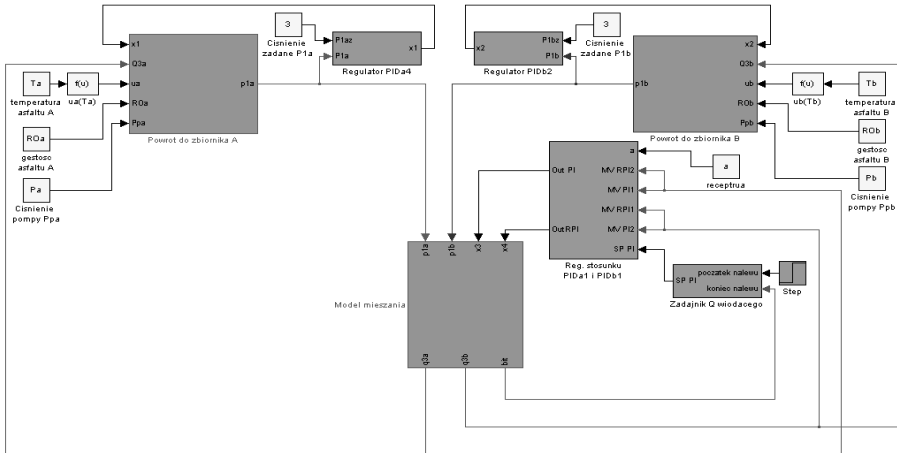 x1
Q3a
ua
ROa
Ppa
p1a
Powrot do zbiornika A
Ta
temperatura
asfaltu A
f(u)
ua(Ta)
ROa
gestosc
asfaltu A
Pa
Cisnienie
pompy Ppa
3
Cisnienie
zadane P1a
P1az
P1a
x1
Regulator PIDa4
x2
P1bz
P1b
Regulator PIDb2
3
Cisnienie
zadane P1b
x2
Q3b
ub
ROb
Ppb
p1b
Powrot do zbiornika B
f(u)
ub(Tb)
Tb
temperatura
asfaltu B
ROb
gestosc
asfaltu B
Pb
Cisnienie
pompy Ppb
a
receptrua
Out PI
Out RPI
a
MV RPI2
MV PI1
MV RPI1
MV PI2
SP PI
Reg. stosunku
PIDa1 i PIDb1
SP PI
poczatek nalewu
koniec nalewu
Zadajnik Q wiodacego
Step
Model mieszania
p1a
p1b
x3
x4
q3a
q3b
bit